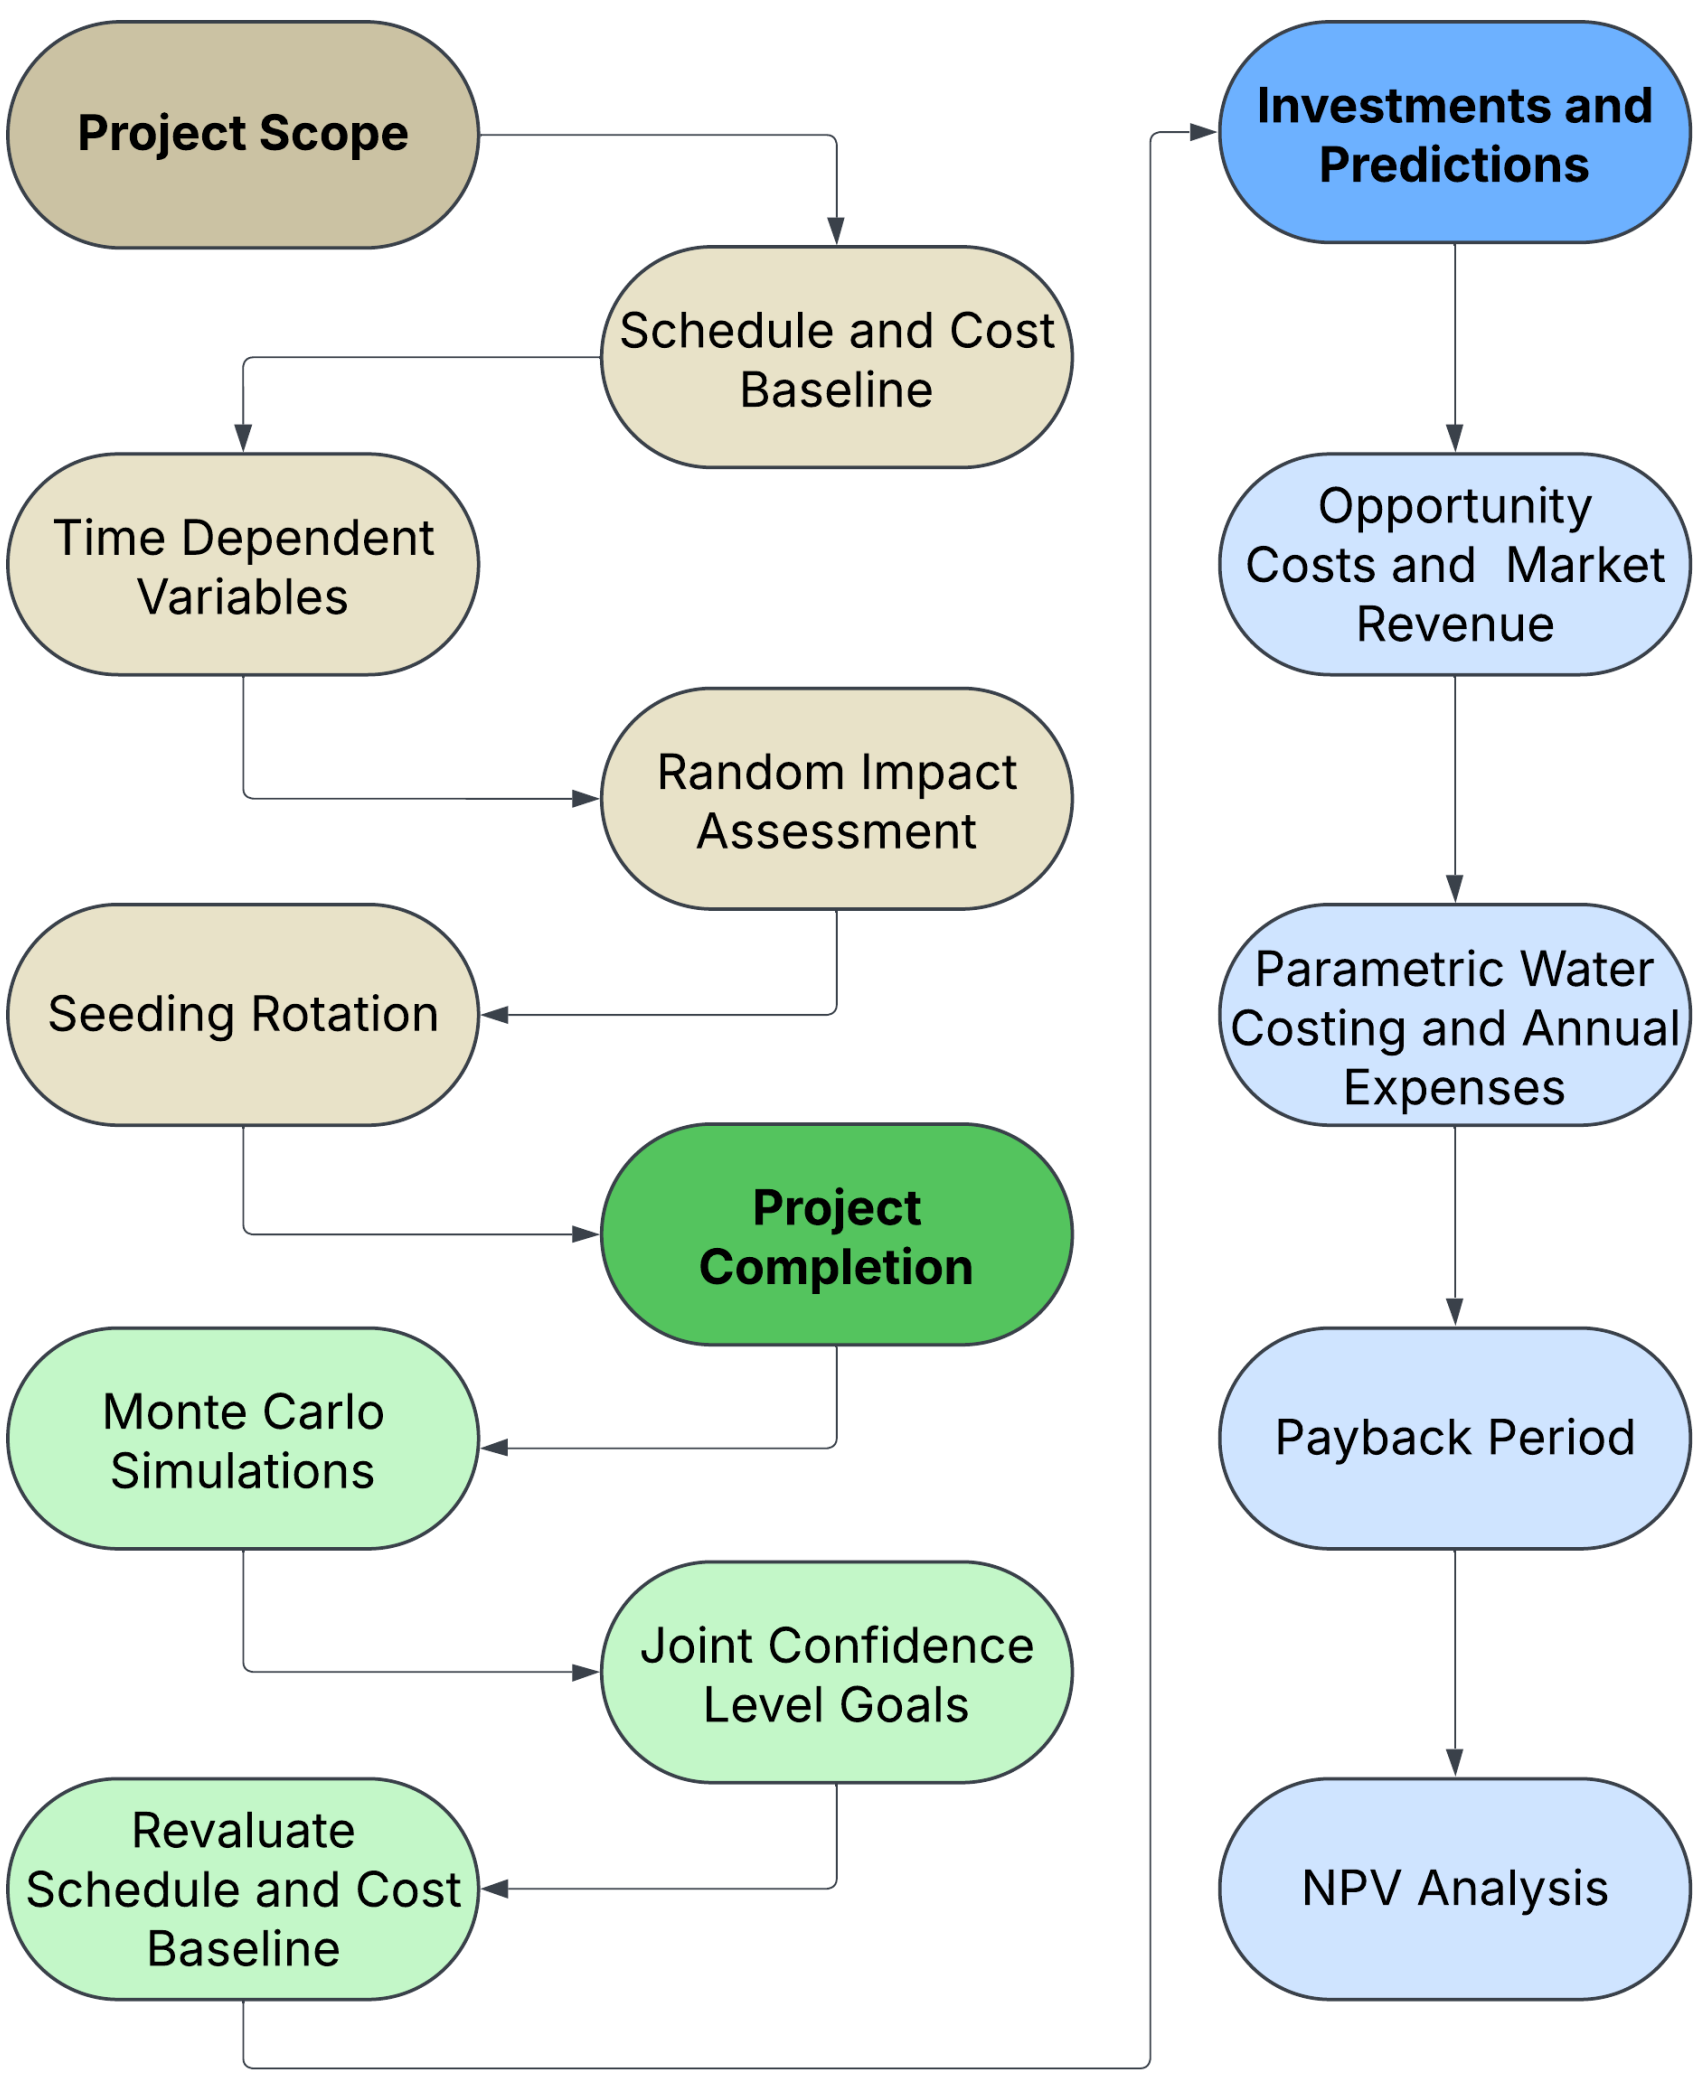 Project Scope
Schedule and Cost
Baseline
Time Dependent
Variables
Random Impact
Assessment
Seeding Rotation
Project
Completion
Monte Carlo
Simulations
Joint Confidence
Level Goals
Revaluate
Schedule and Cost
Baseline
Investments and
Predictions
Opportunity
Costs and  Market
Revenue
Parametric Water
Costing and Annual
Expenses
Payback Period
NPV Analysis